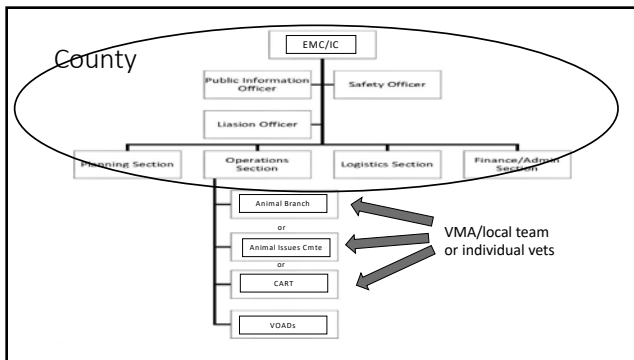 EMC/IC
County
Public Information
Officer
Safety Officer
Liasion Officer
Planning Section
Operations
Section
Logistics Section
Finance/Admin
Section
Animal Branch
or
Animal Issues Cmte
or
CART
VOADs
VMA/local team
or individual vets